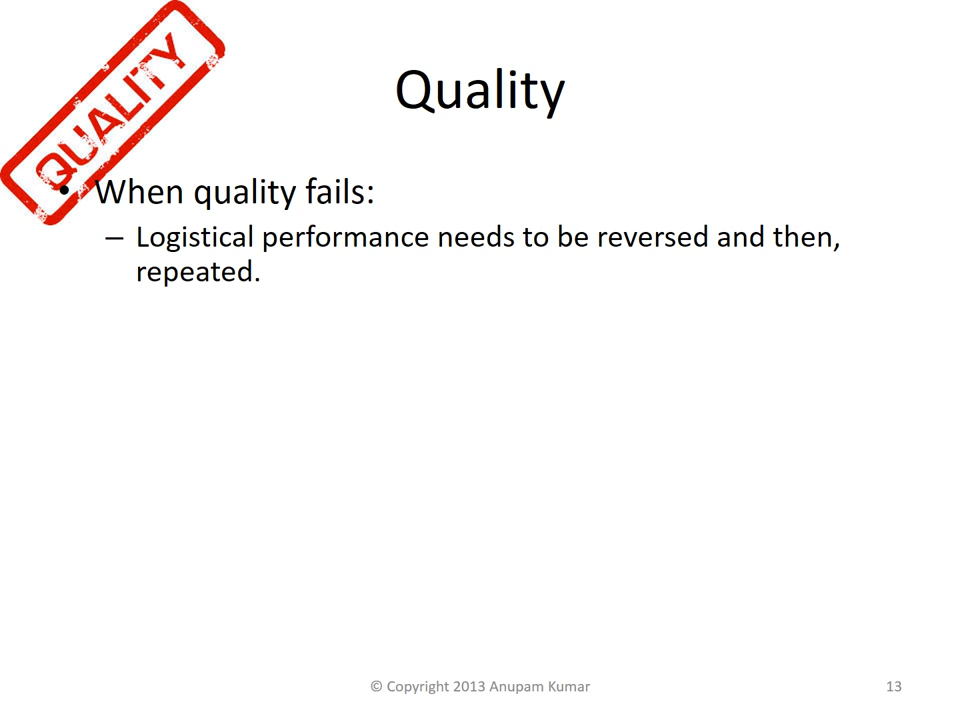 QUALITY
Quality
• When quality fails:
– Logistical performance needs to be reversed and then,
repeated.
© Copyright 2013 Anupam Kumar
13